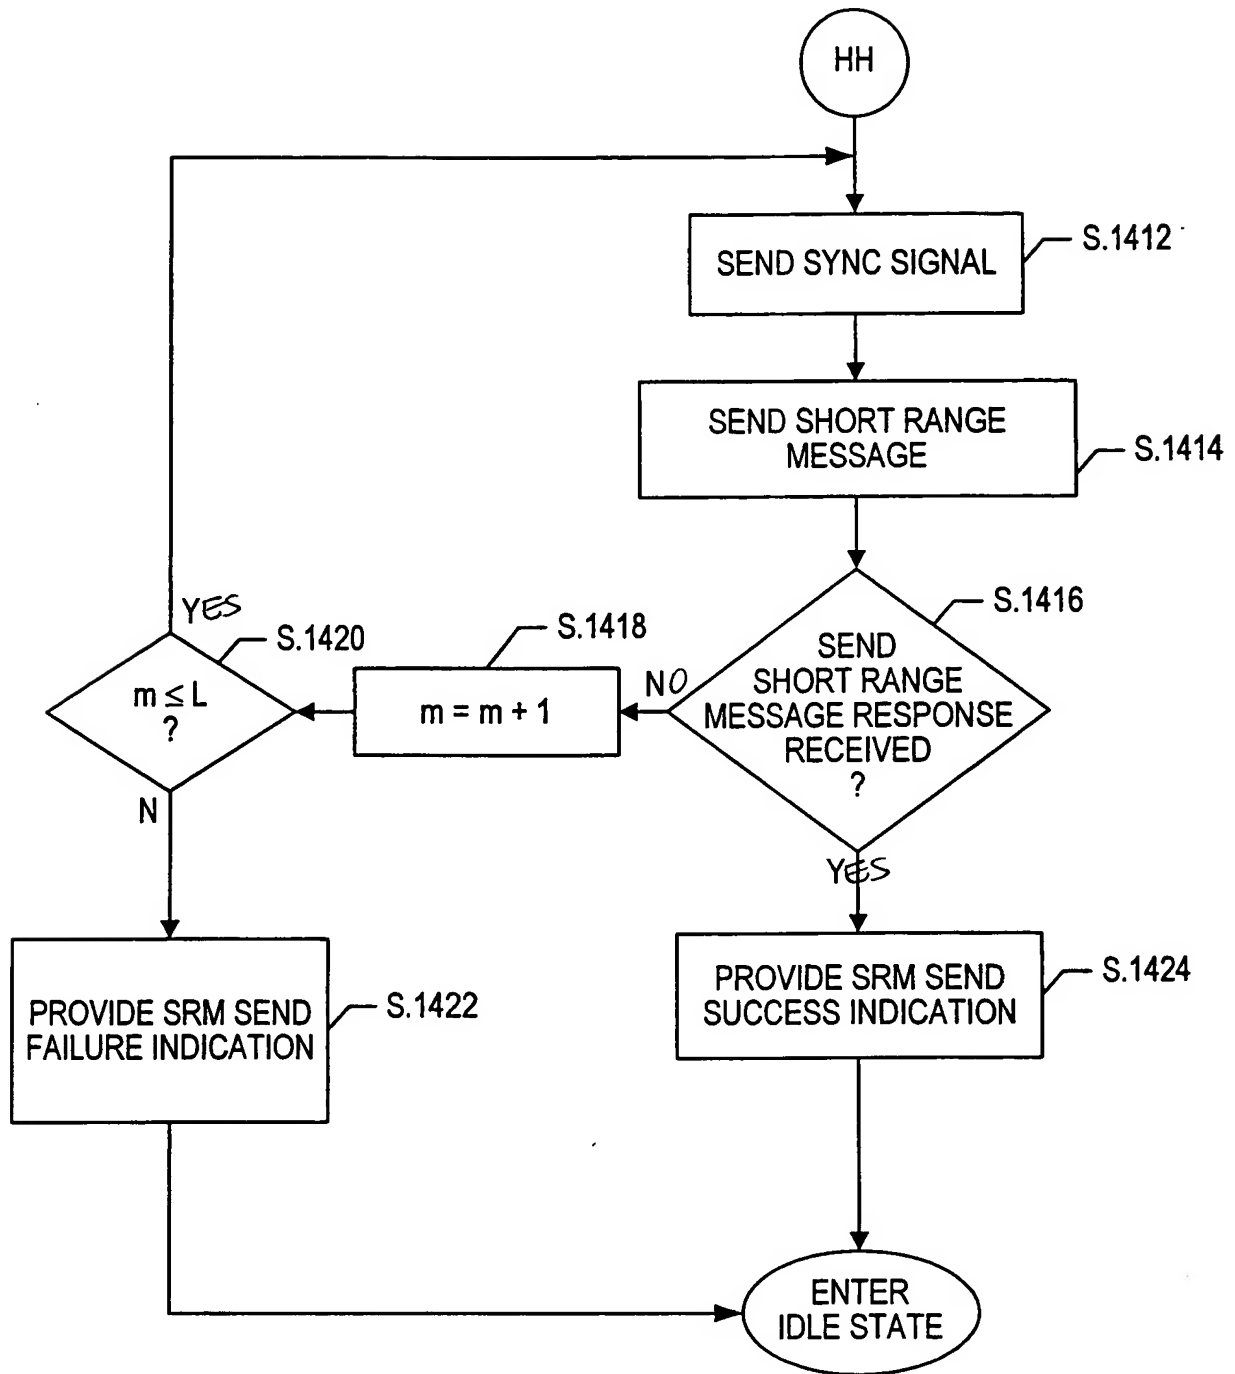 HH
SEND SYNC SIGNAL
S.1412
SEND SHORT RANGE
MESSAGE
S.1414
SEND
SHORT RANGE
MESSAGE RESPONSE
RECEIVED
?
S.1416
NO
YES
m = m + 1
S.1418
m ≤ L
?
S.1420
YES
N
PROVIDE SRM SEND
FAILURE INDICATION
S.1422
PROVIDE SRM SEND
SUCCESS INDICATION
S.1424
ENTER
IDLE STATE